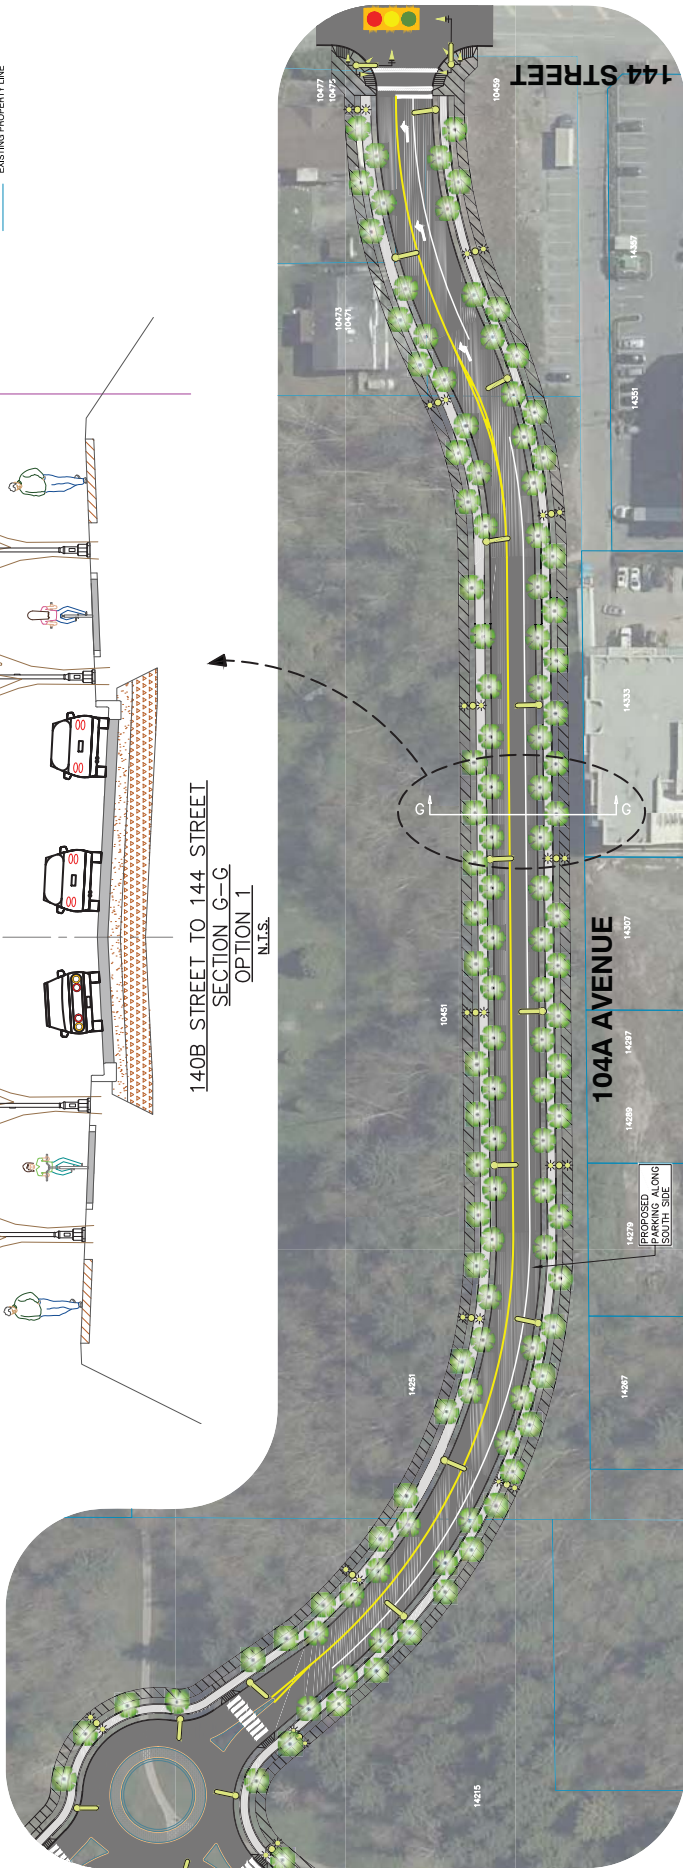 EXISTING PROPERTY LINE
140B STREET TO 144 STREET
SECTION G-G
OPTION 1
N.T.S.
144 STREET
10477
10475
10459
10473
10471
14357
14351
14333
G
G
104A AVENUE
14307
10451
14297
14289
14279
PROPOSED
PARKING ALONG
SOUTH SIDE
14251
14267
14215